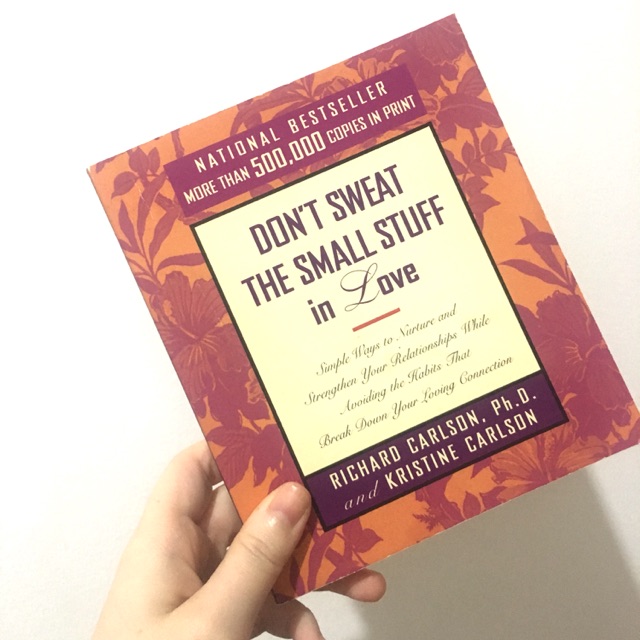 NATIONAL BESTSELLER
MORE THAN 500,000 COPIES IN PRINT
DON'T SWEAT
THE SMALL STUFF
in Love
Simple Ways to Nurture and
Strengthen Your Relationships While
Avoiding the Habits That
Break Down Your Loving Connection
RICHARD CARLSON, Ph.D.
and KRISTINE CARLSON